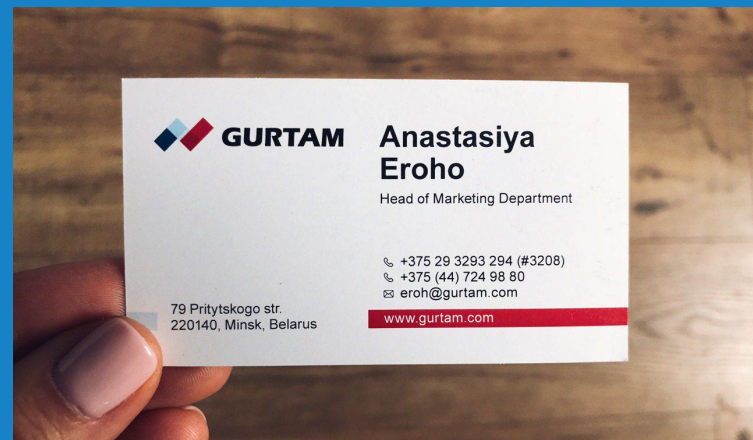 GURTAM
Anastasiya
Eroho
Head of Marketing Department
+375 29 3293 294 (#3208)
+375 (44) 724 98 80
eroh@gurtam.com
79 Pritytskogo str.
220140, Minsk, Belarus
www.gurtam.com